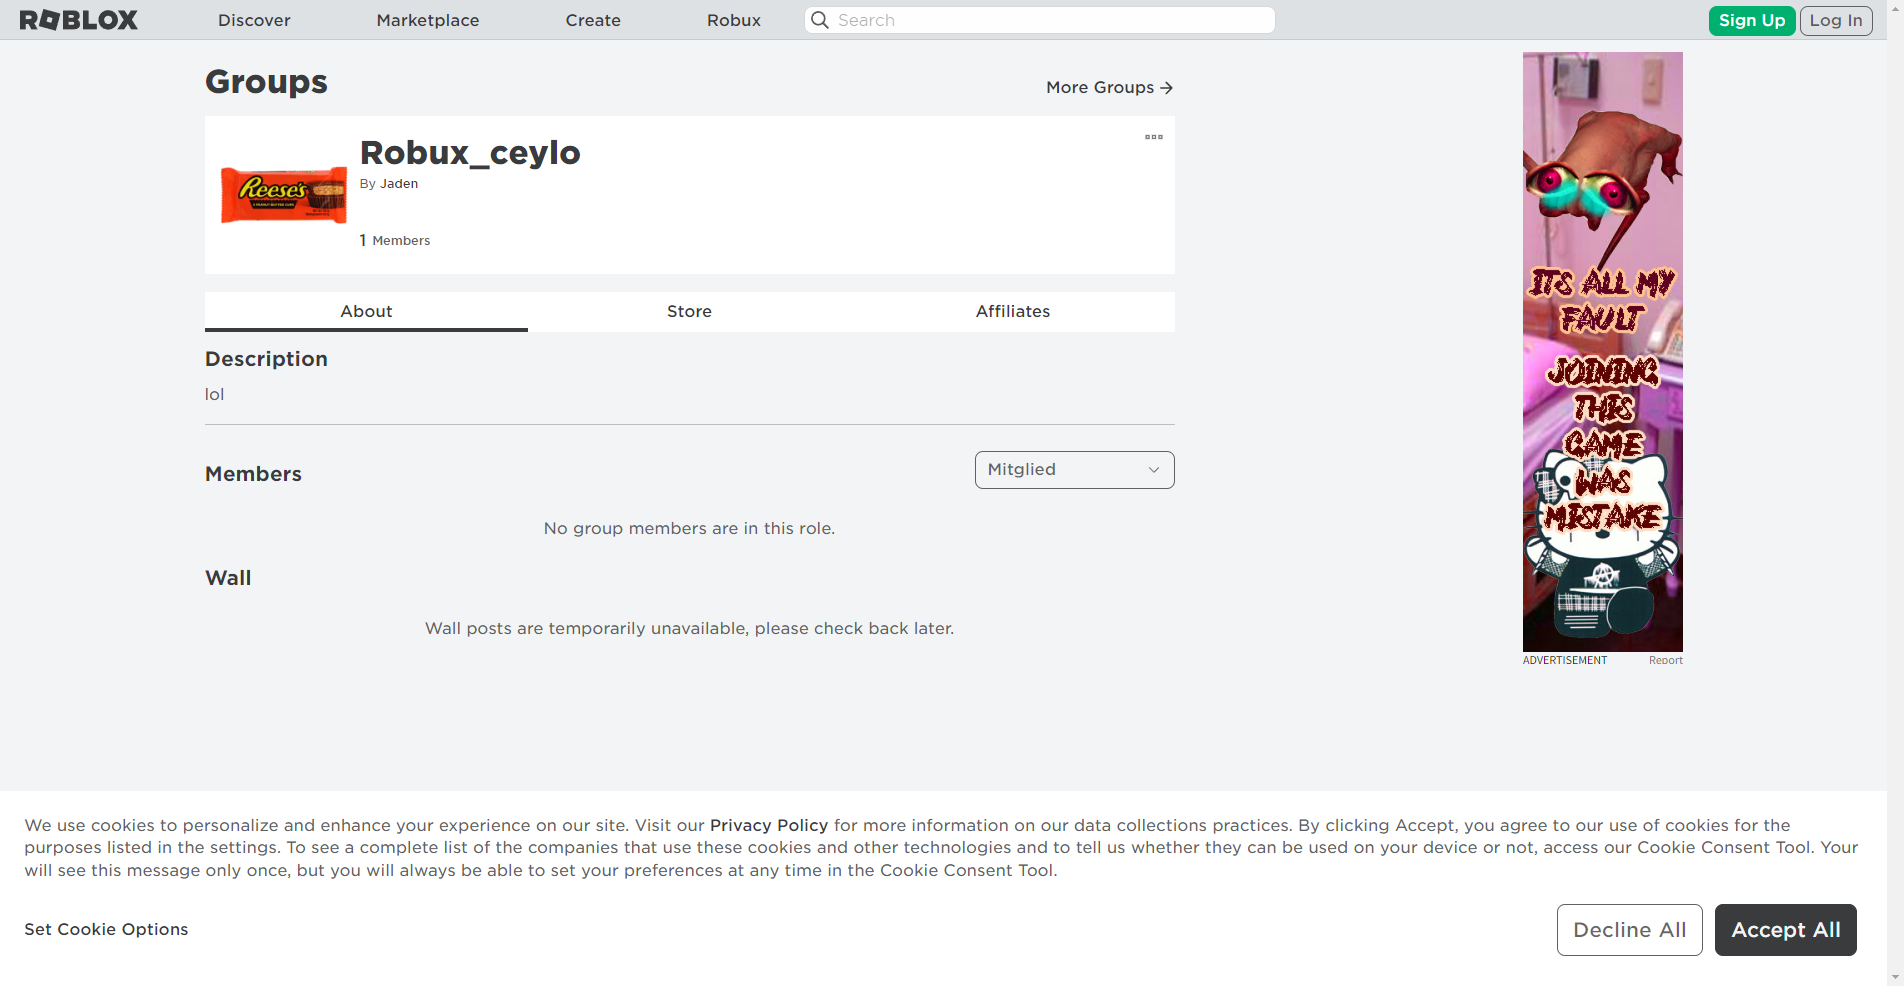 ROBLOX
Discover
Marketplace
Create
Robux
Search
Sign Up
Log In
Groups
More Groups
Robux_ceylo
By Jaden
Reese's
1 Members
About
Store
Affiliates
Description
lol
Members
Mitglied
No group members are in this role.
Wall
Wall posts are temporarily unavailable, please check back later.
ITS ALL MY
FAULT
JOINING
THIS
GAME
WAS
MISTAKE
ADVERTISEMENT
Report
We use cookies to personalize and enhance your experience on our site. Visit our Privacy Policy for more information on our data collections practices. By clicking Accept, you agree to our use of cookies for the
purposes listed in the settings. To see a complete list of the companies that use these cookies and other technologies and to tell us whether they can be used on your device or not, access our Cookie Consent Tool. Your
will see this message only once, but you will always be able to set your preferences at any time in the Cookie Consent Tool.
Set Cookie Options
Decline All
Accept All